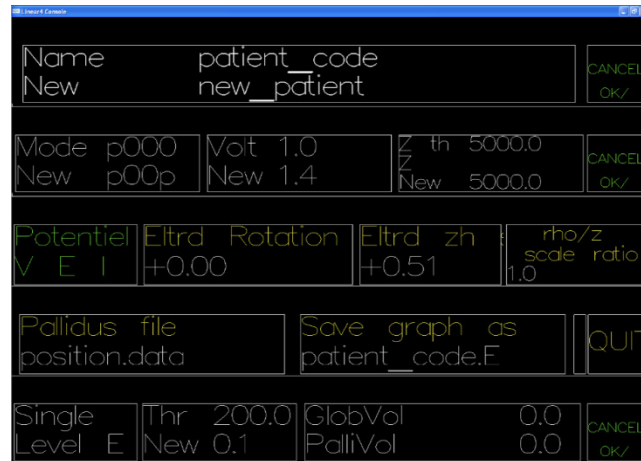 Linear6 Console
Name patient_code
New new_patient
CANCEL
OK/
Mode p000
New p00p
Volt 1.0
New 1.4
Z th 5000.0
Z
New 5000.0
CANCEL
OK/
Potentiel
V E I
Eltrd Rotation
+0.00
Eltrd zh
+0.51
rho/z
scale ratio
1.0
Pallidus file
position.data
Save graph as
patient_code.E
QUIT
Single
Level E
Thr 200.0
New 0.1
GlobVol 0.0
PalliVol 0.0
CANCEL
OK/